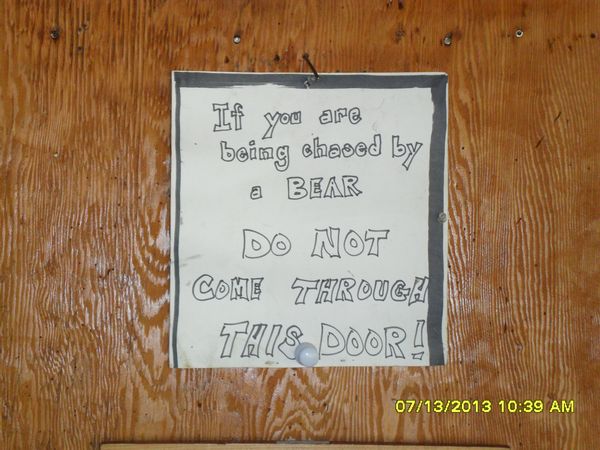 If you are
being chased by
a BEAR
DO NOT
COME THROUGH
THIS DOOR!
07/13/2013 10:39 AM